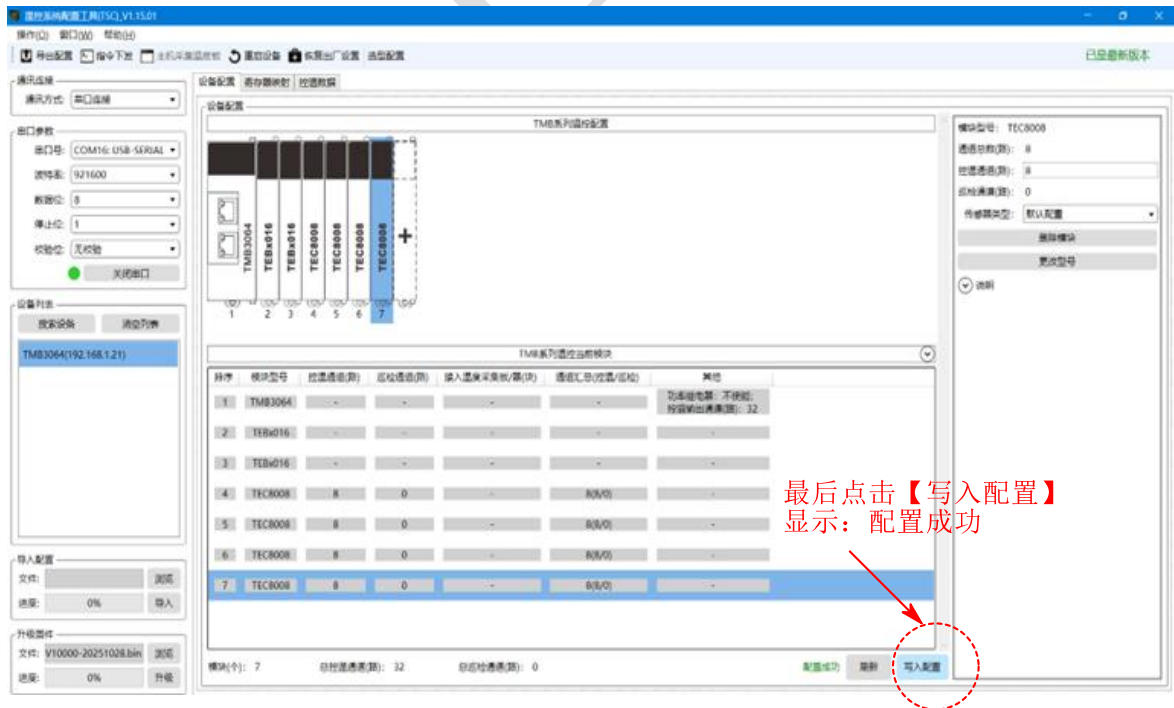 温控系统配置工具(TSC)_V1.15.01
操作(O) 窗口(W) 帮助(H)
导出配置 指令下发 主机采集温度板 重启设备 恢复出厂设置 选型配置
已是最新版本
通讯连接
通讯方式: 串口连接
串口参数
串口号: COM16: USB-SERIAL
波特率: 921600
数据位: 8
停止位: 1
校验位: 无校验
关闭串口
设备列表
搜索设备 清空列表
TMB3064(192.168.1.21)
导入配置
文件: 浏览
进度: 0% 导入
升级固件
文件: V10000-20251028.bin 浏览
进度: 0% 升级
设备配置 寄存器映射 控温数据
设备配置
TMB系列温控配置
TMB3064 TEBx016 TEBx016 TEC8008 TEC8008 TEC8008 TEC8008 +
1 2 3 4 5 6 7
TMB系列温控当前模块
排序 模块型号 控温通道(路) 巡检通道(路) 接入温度采集板/器(块) 通道汇总(控温/巡检) 其他
1 TMB3064 - - - - 功率继电器: 不使能;
控温输出通道(路): 32
2 TEBx016 - - - - -
3 TEBx016 - - - - -
4 TEC8008 8 0 - 8(8/0) -
5 TEC8008 8 0 - 8(8/0) -
6 TEC8008 8 0 - 8(8/0) -
7 TEC8008 8 0 - 8(8/0) -
最后点击【写入配置】
显示：配置成功
模块(个): 7 总控温通道(路): 32 总巡检通道(路): 0
配置成功 刷新 写入配置
模块型号: TEC8008
通道总数(路): 8
控温通道(路): 8
巡检通道(路): 0
传感器类型: 默认配置
删除模块
更改型号
说明